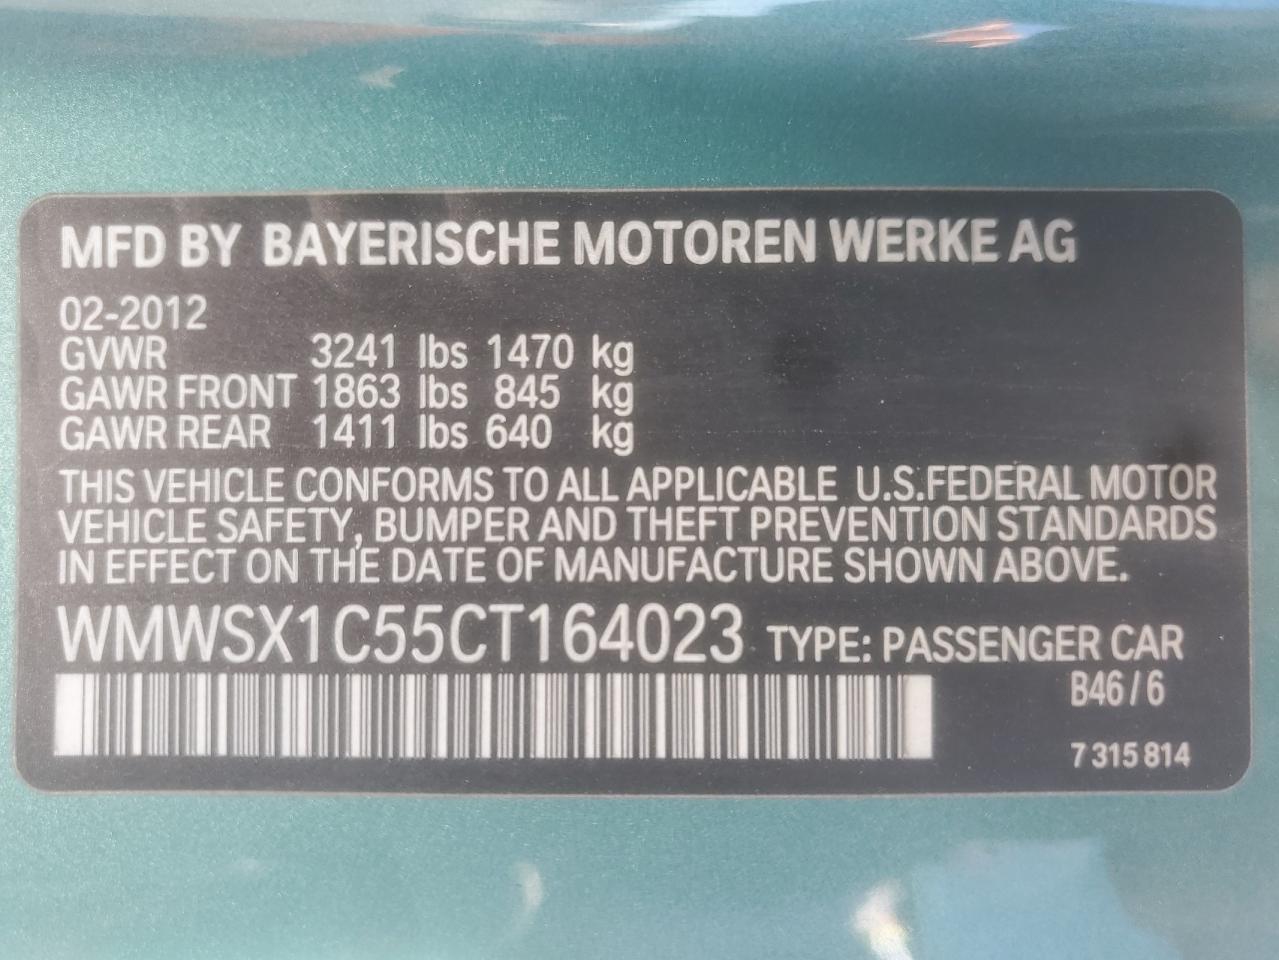 MFD BY BAYERISCHE MOTOREN WERKE AG
02-2012
GVWR 3241 lbs 1470 kg
GAWR FRONT 1863 lbs 845 kg
GAWR REAR 1411 lbs 640 kg
THIS VEHICLE CONFORMS TO ALL APPLICABLE U.S.FEDERAL MOTOR
VEHICLE SAFETY, BUMPER AND THEFT PREVENTION STANDARDS
IN EFFECT ON THE DATE OF MANUFACTURE SHOWN ABOVE.
WMWSX1C55CT164023 TYPE: PASSENGER CAR
B46/6
7 315 814